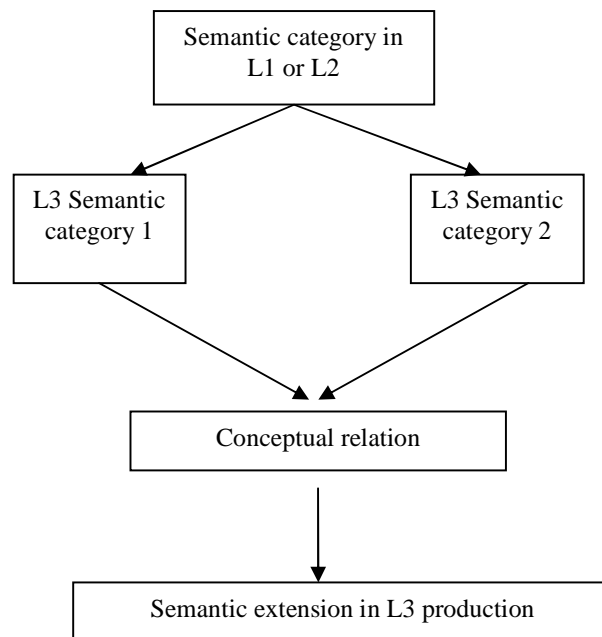 Semantic category in
L1 or L2
L3 Semantic
category 1
L3 Semantic
category 2
Conceptual relation
Semantic extension in L3 production